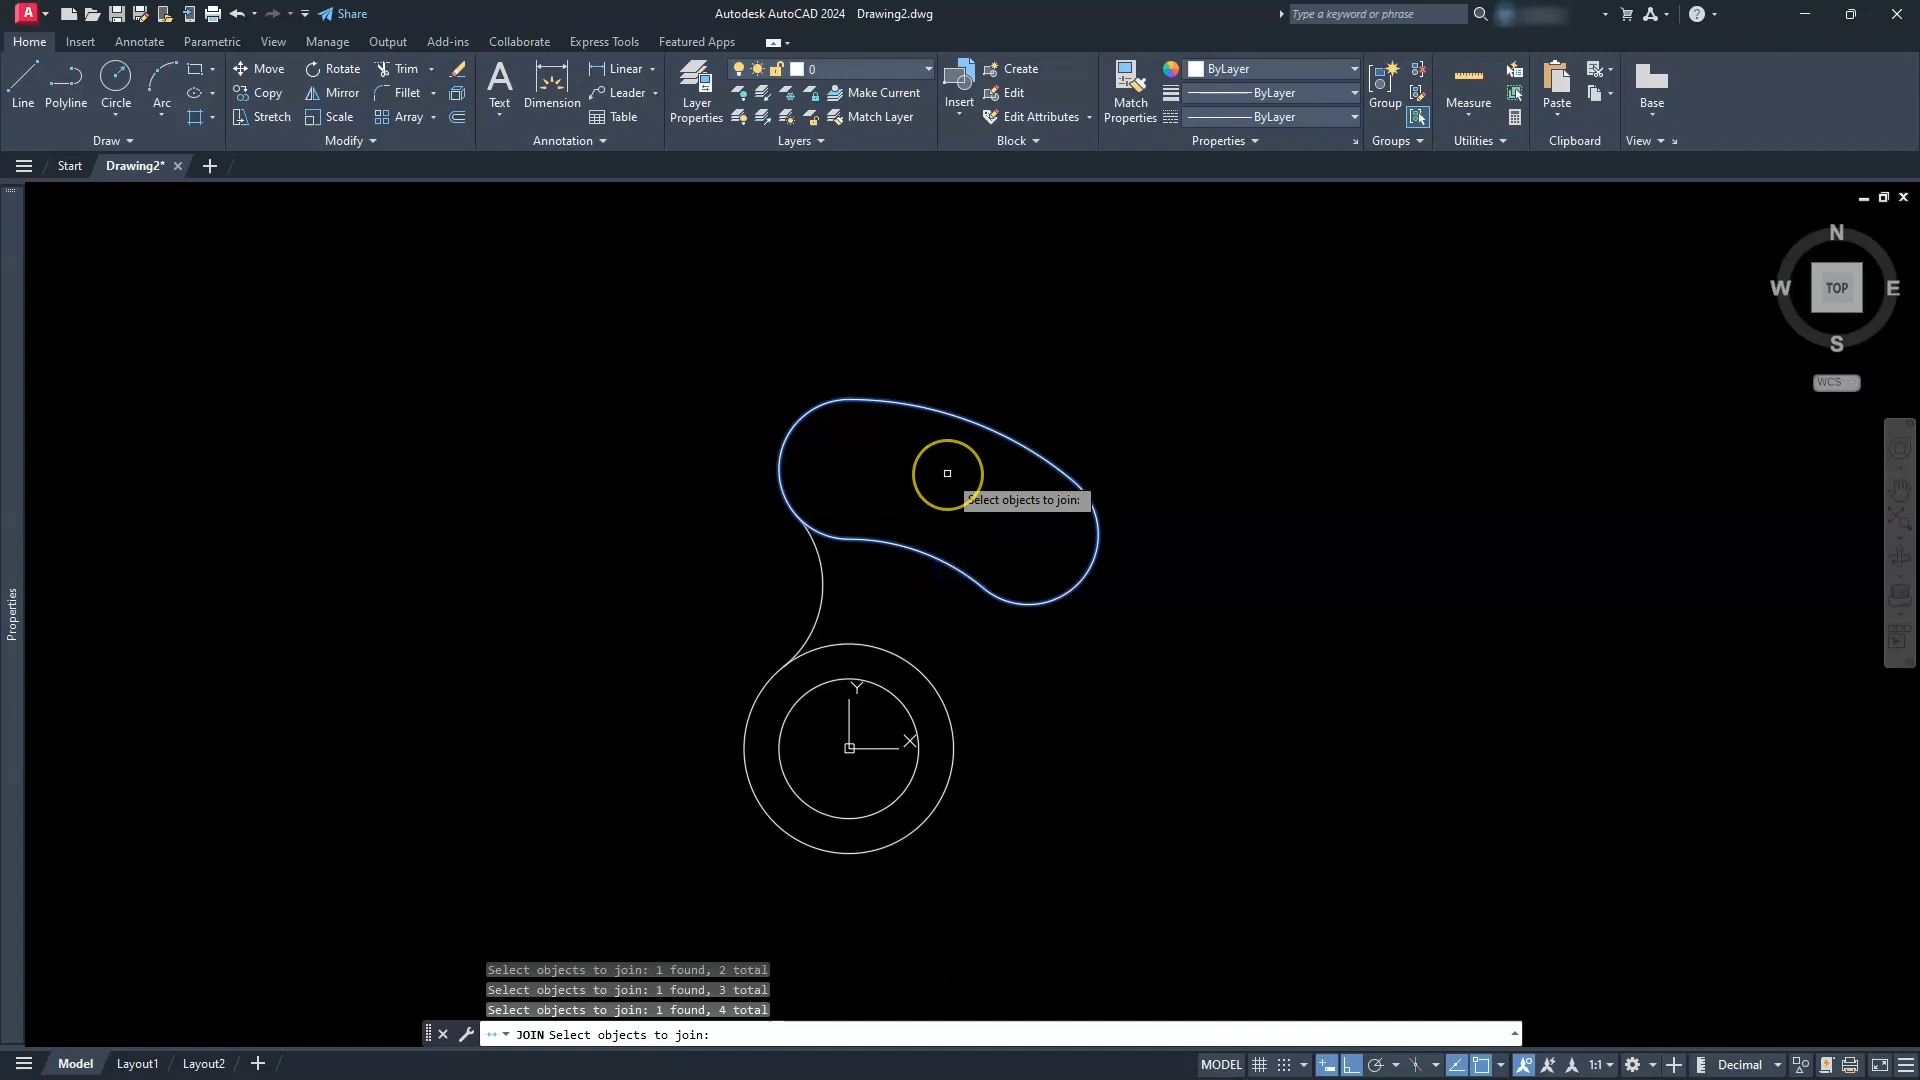 A Share Autodesk AutoCAD 2024 Drawing2.dwg Type a keyword or phrase
Home Insert Annotate Parametric View Manage Output Add-ins Collaborate Express Tools Featured Apps
Line Polyline Circle Arc
Move Rotate Trim
Copy Mirror Fillet
Stretch Scale Array
Text Dimension
Linear
Leader
Table
Layer Properties
0
Make Current
Match Layer
Insert
Create
Edit
Edit Attributes
Match Properties
ByLayer
ByLayer
ByLayer
Group
Measure
Paste
Base
Draw Modify Annotation Layers Block Properties Groups Utilities Clipboard View
Start Drawing2*
N
W TOP E
S
WCS
Select objects to join:
Properties
Y
X
Select objects to join: 1 found, 2 total
Select objects to join: 1 found, 3 total
Select objects to join: 1 found, 4 total
JOIN Select objects to join:
Model Layout1 Layout2 MODEL 1:1 Decimal